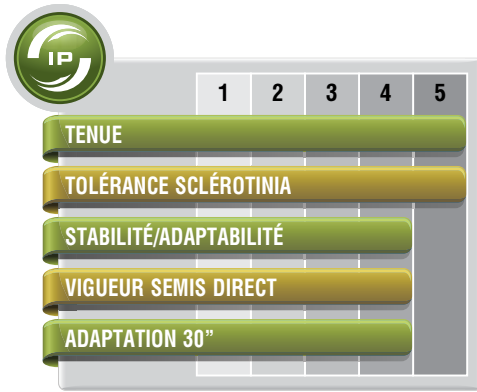 IP
1 2 3 4 5
TENUE
TOLÉRANCE SCLÉROTINIA
STABILITÉ/ADAPTABILITÉ
VIGUEUR SEMIS DIRECT
ADAPTATION 30”